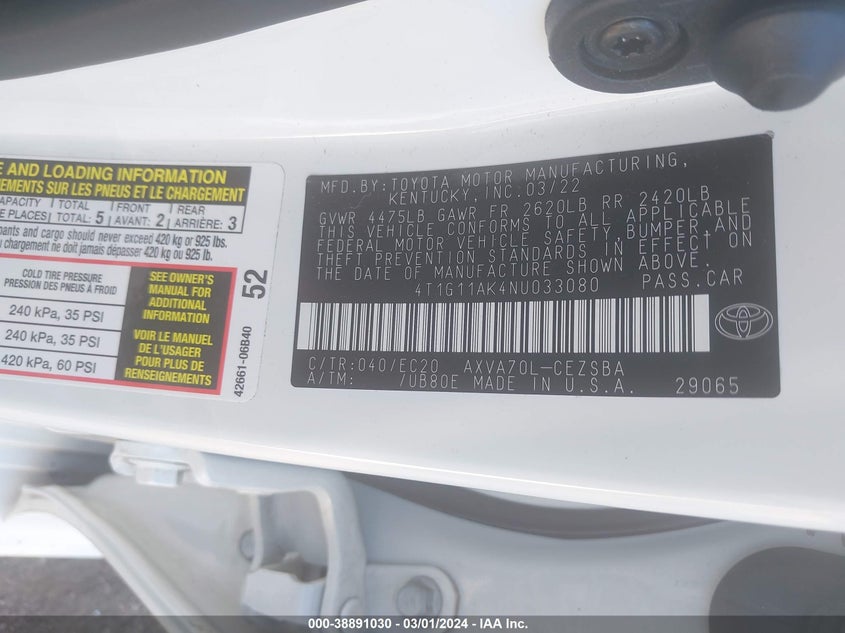 E AND LOADING INFORMATION
EMENTS SUR LES PNEUS ET LE CHARGEMENT
CAPACITY TOTAL FRONT REAR
E PLACES TOTAL: 5 AVANT: 2 ARRIÈRE: 3
pants and cargo should never exceed 420 kg or 925 lbs.
u chargement ne doit jamais dépasser 420 kg ou 925 lb.
COLD TIRE PRESSURE
PRESSION DES PNEUS À FROID
240 kPa, 35 PSI
240 kPa, 35 PSI
420 kPa, 60 PSI
SEE OWNER'S
MANUAL FOR
ADDITIONAL
INFORMATION
VOIR LE MANUEL
DE L'USAGER
POUR PLUS DE
RENSEIGNEMENTS
52
42661-06B40
MFD.BY: TOYOTA MOTOR MANUFACTURING,
KENTUCKY, INC. 03/22
GVWR 4475LB GAWR FR 2620LB RR 2420LB
THIS VEHICLE CONFORMS TO ALL APPLICABLE
FEDERAL MOTOR VEHICLE SAFETY, BUMPER, AND
THEFT PREVENTION STANDARDS IN EFFECT ON
THE DATE OF MANUFACTURE SHOWN ABOVE.
4T1G11AK4NU033080 PASS.CAR
C/TR:040/EC20 AXVA70L-CEZSBA
A/TM: /UB80E MADE IN U.S.A. 29065
000-38891030 - 03/01/2024 - IAA Inc.